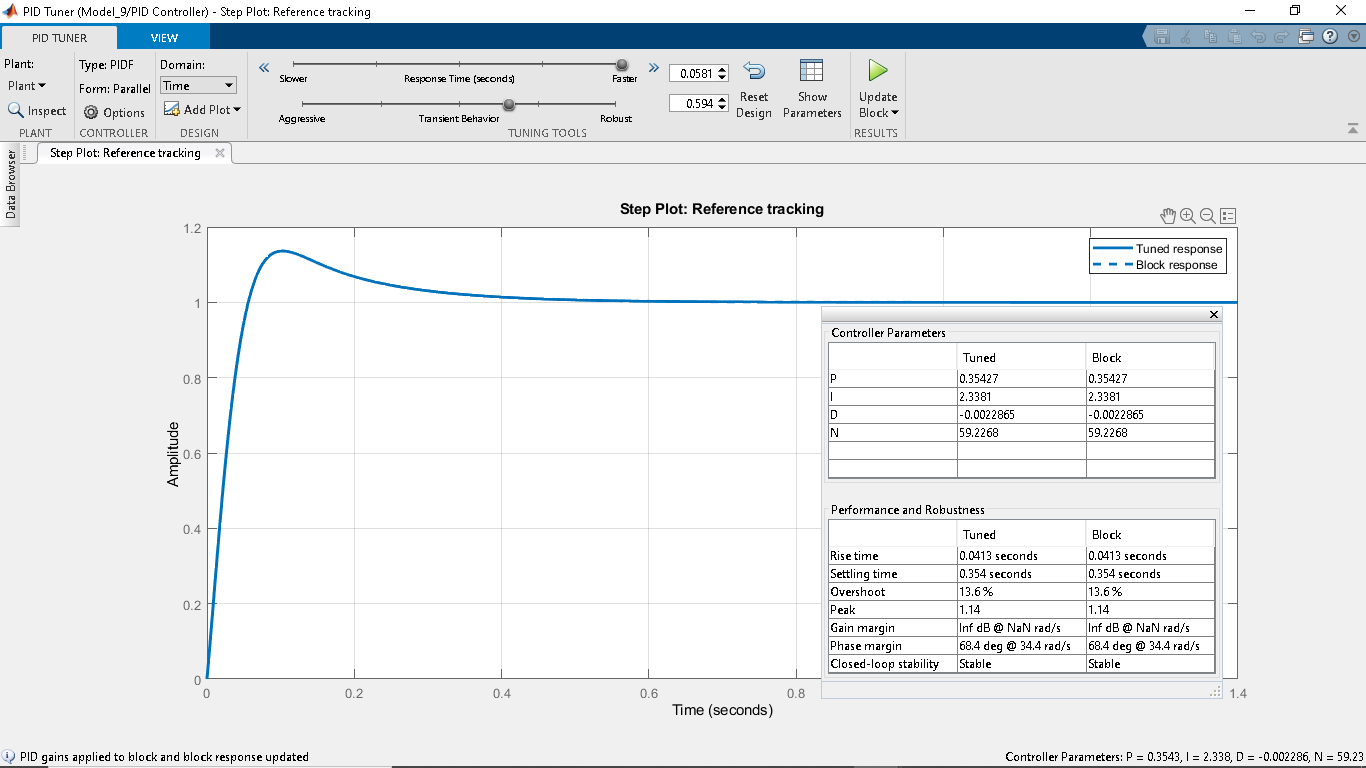 PID Tuner (Model_9/PID Controller) - Step Plot: Reference tracking
PID TUNER VIEW
Plant: Type: PIDF Domain:
Plant Form: Parallel Time
Inspect Options Add Plot
Slower Response Time (seconds) Faster
0.0581
Aggressive Transient Behavior Robust
0.594
Reset Design
Show Parameters
Update Block
PLANT CONTROLLER DESIGN TUNING TOOLS RESULTS
Data Browser
Step Plot: Reference tracking
Step Plot: Reference tracking
Tuned response
Block response
Amplitude
1.2
1
0.8
0.6
0.4
0.2
0
0 0.2 0.4 0.6 0.8 1.4
Time (seconds)
Controller Parameters
Tuned Block
P 0.35427 0.35427
I 2.3381 2.3381
D -0.0022865 -0.0022865
N 59.2268 59.2268
Performance and Robustness
Tuned Block
Rise time 0.0413 seconds 0.0413 seconds
Settling time 0.354 seconds 0.354 seconds
Overshoot 13.6 % 13.6 %
Peak 1.14 1.14
Gain margin Inf dB @ NaN rad/s Inf dB @ NaN rad/s
Phase margin 68.4 deg @ 34.4 rad/s 68.4 deg @ 34.4 rad/s
Closed-loop stability Stable Stable
PID gains applied to block and block response updated
Controller Parameters: P = 0.3543, I = 2.338, D = -0.002286, N = 59.23